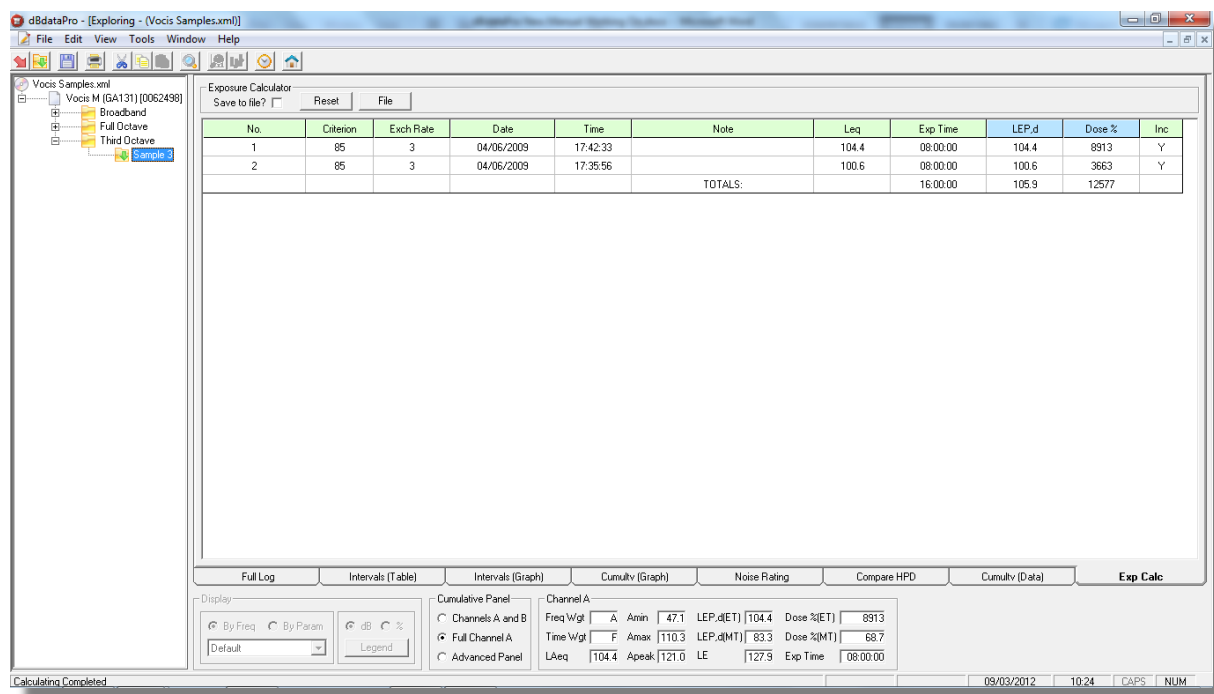 dBdataPro - [Exploring - (Vocis Samples.xml)]
File Edit View Tools Window Help
Vocis Samples.xml
Vocis M (GA131) [0062498]
Broadband
Full Octave
Third Octave
Sample 3
Exposure Calculator
Save to file? Reset File
No. Criterion Exch Rate Date Time Note Leq Exp Time LEP,d Dose % Inc
1 85 3 04/06/2009 17:42:33 104.4 08:00:00 104.4 8913 Y
2 85 3 04/06/2009 17:35:56 100.6 08:00:00 100.6 3663 Y
TOTALS: 16:00:00 105.9 12577
Full Log Intervals (Table) Intervals (Graph) Cumultv (Graph) Noise Rating Compare HPD Cumultv (Data) Exp Calc
Display Cumulative Panel Channel A
By Freq By Param dB % Channels A and B Freq Wgt A Amin 47.1 LEP,d(ET) 104.4 Dose %(ET) 8913
Full Channel A Time Wgt F Amax 110.3 LEP,d(MT) 83.3 Dose %(MT) 68.7
Default Legend Advanced Panel LAeq 104.4 Apeak 121.0 LE 127.9 Exp Time 08:00:00
Calculating Completed 09/03/2012 10:24 CAPS NUM